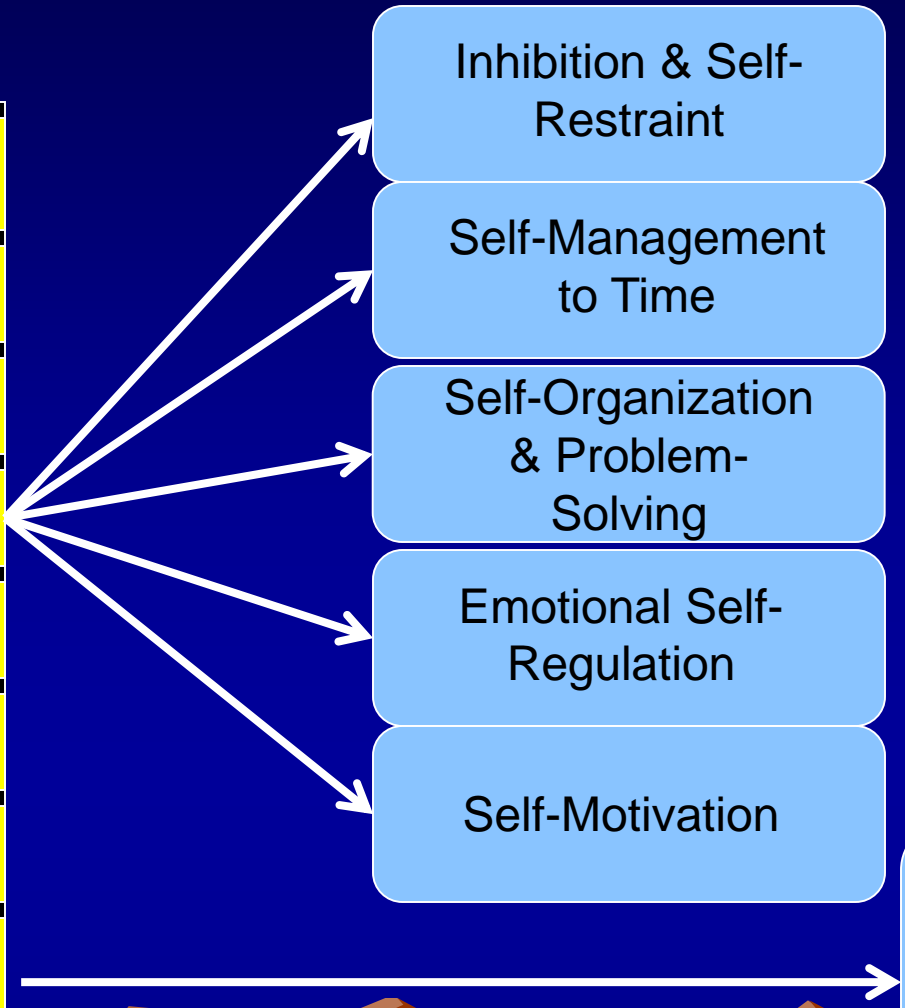 Inhibition & Self-
Restraint
Self-Management
to Time
Self-Organization
& Problem-
Solving
Emotional Self-
Regulation
Self-Motivation